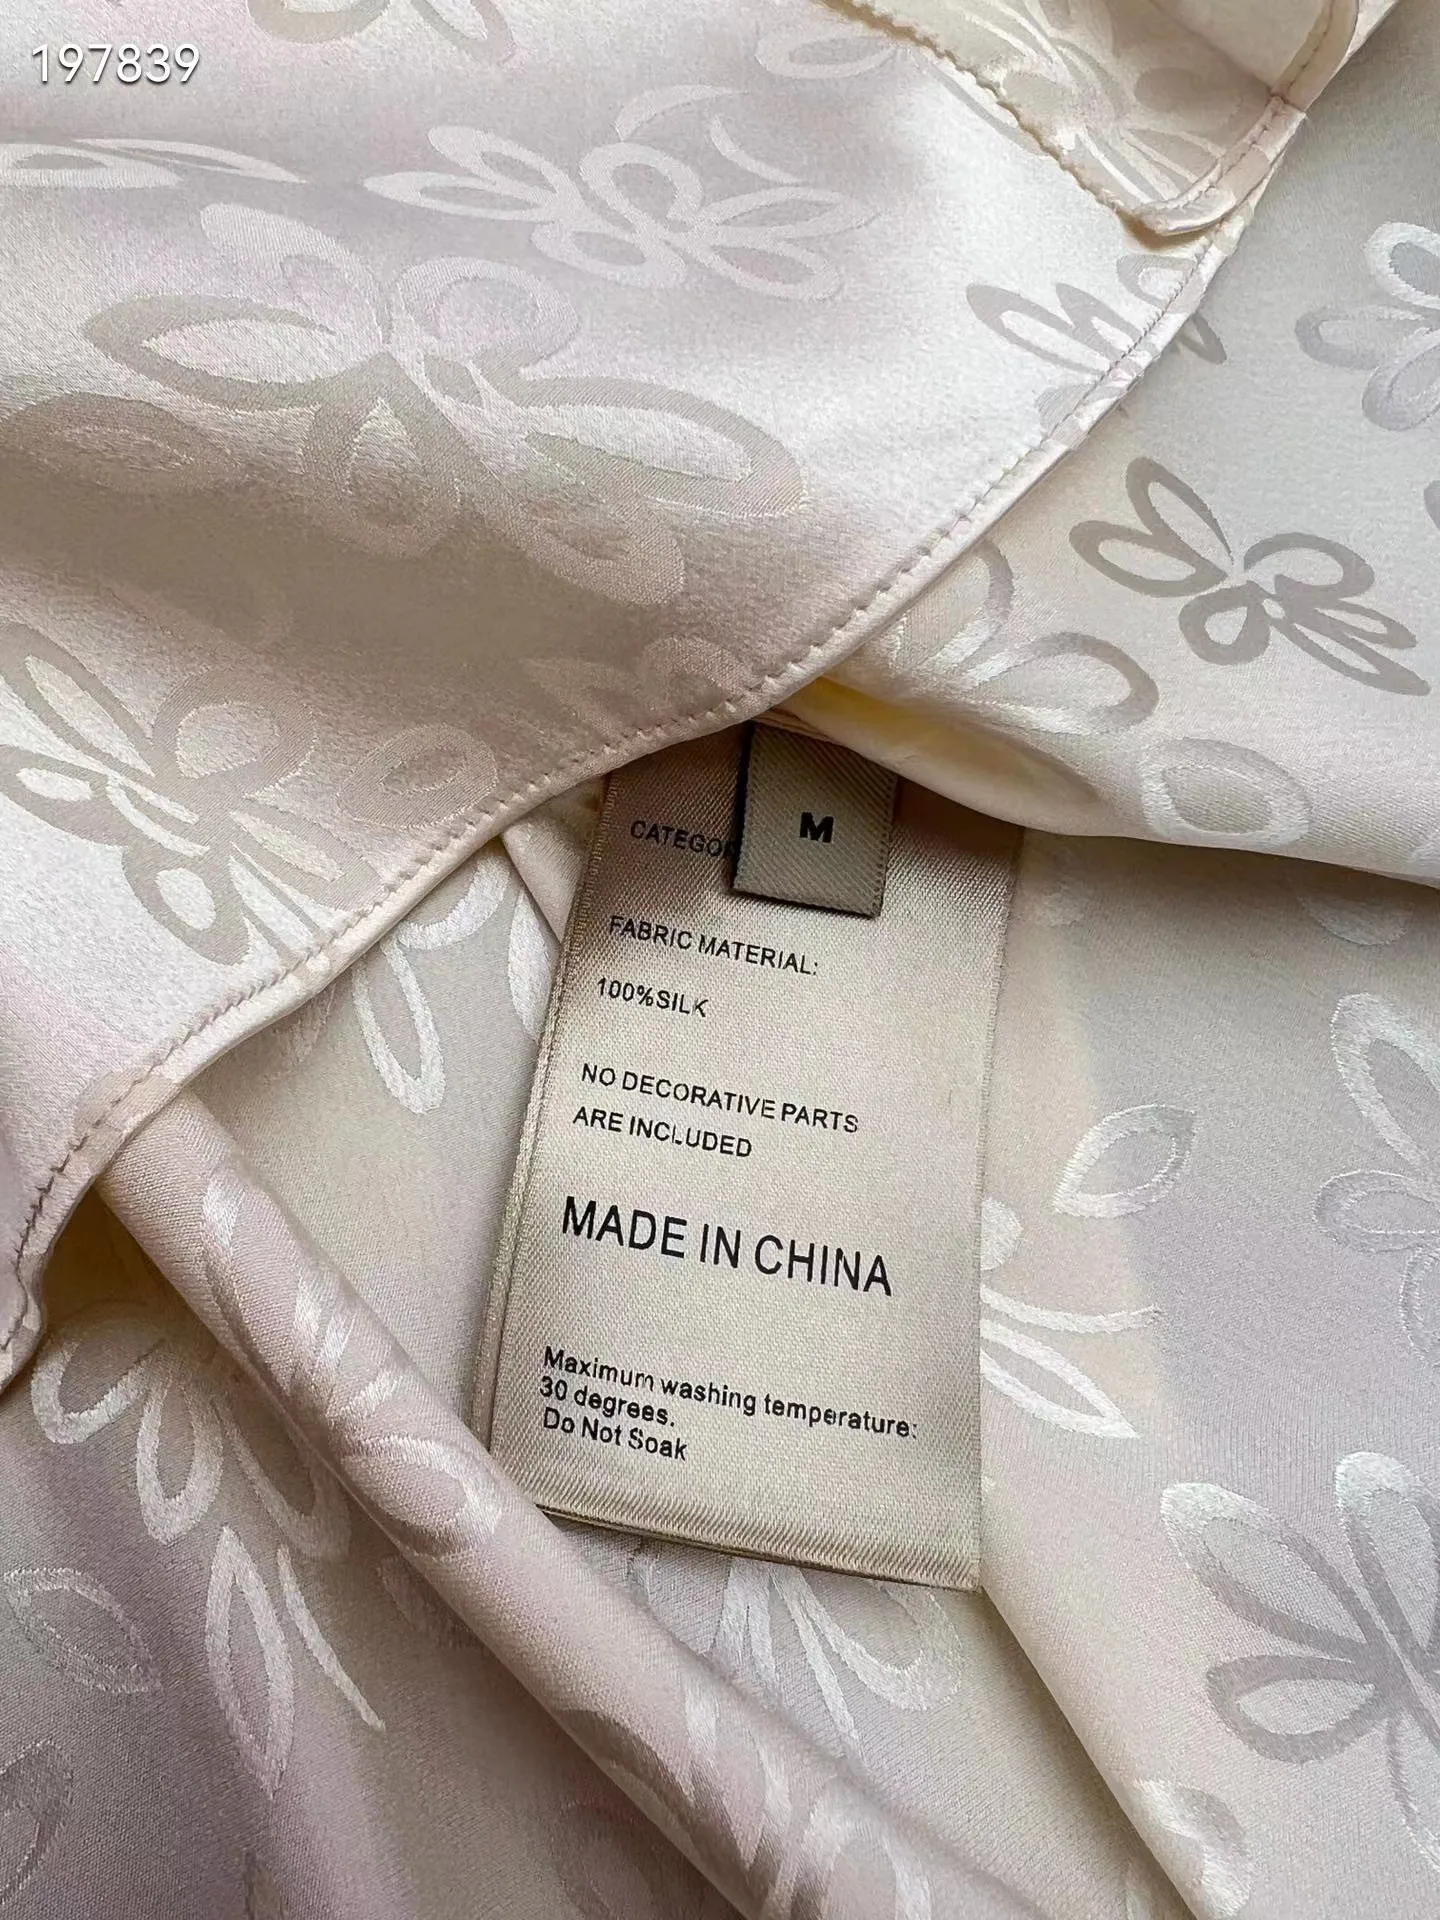 197839
M
FABRIC MATERIAL:
100%SILK
NO DECORATIVE PARTS
ARE INCLUDED
MADE IN CHINA
Maximum washing temperature:
30 degrees.
Do Not Soak